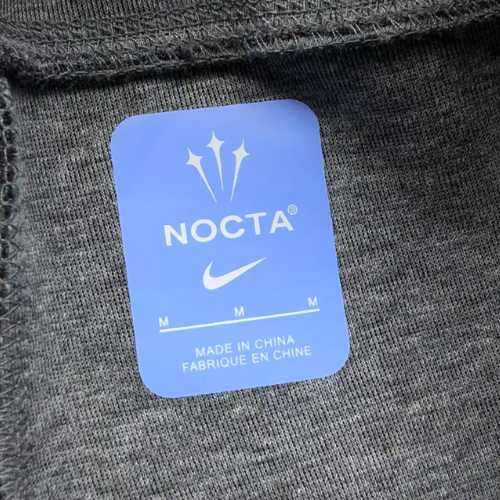 NOCTA®
M M M
MADE IN CHINA
FABRIQUE EN CHINE